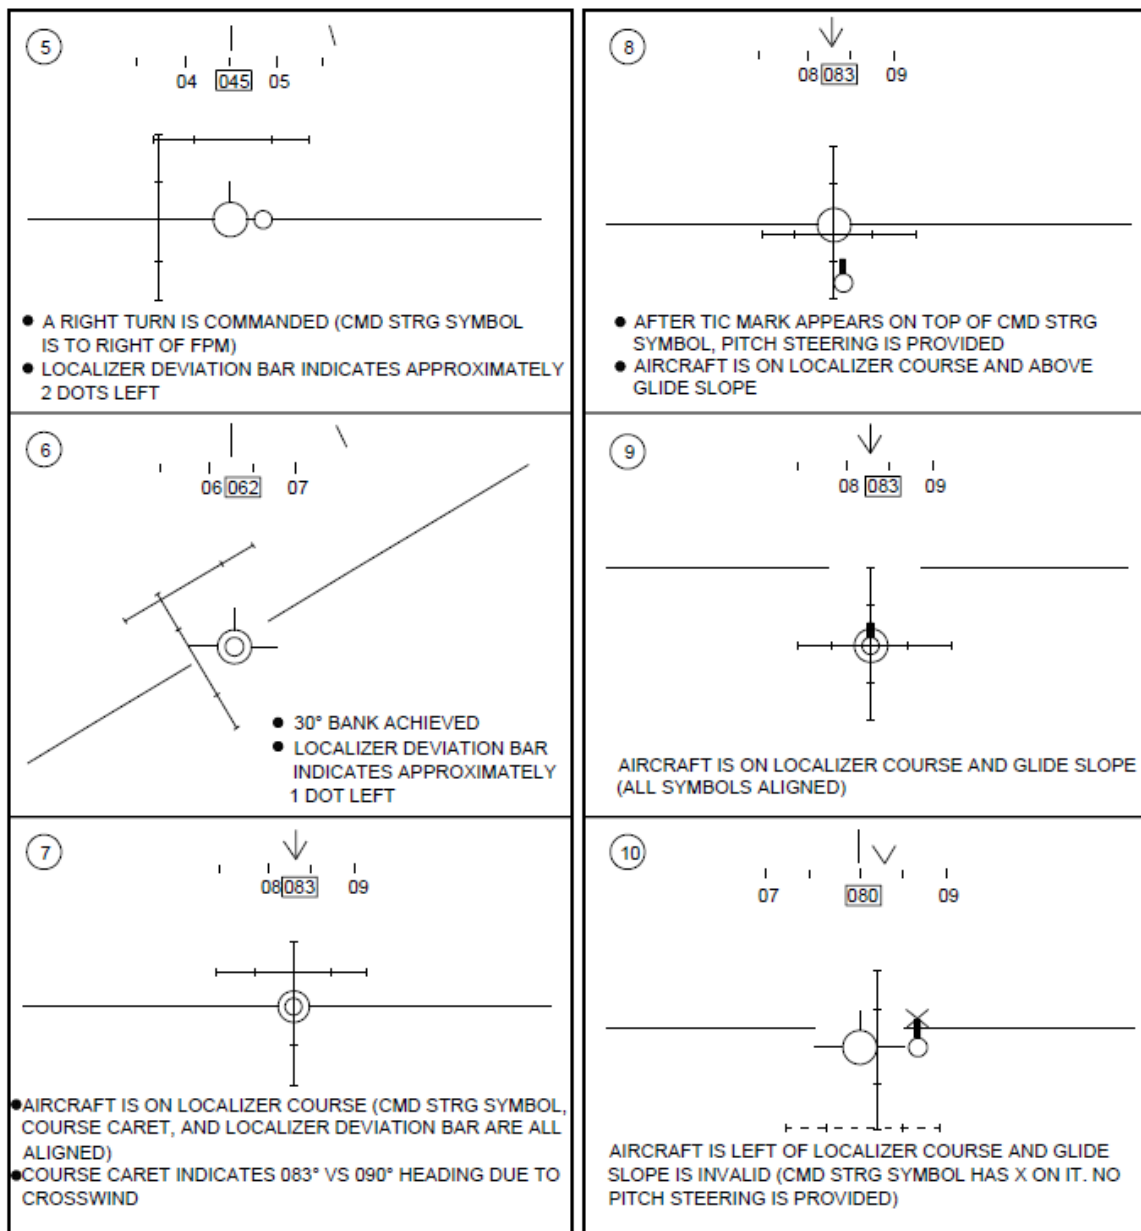 5
04 045 05
● A RIGHT TURN IS COMMANDED (CMD STRG SYMBOL
IS TO RIGHT OF FPM)
● LOCALIZER DEVIATION BAR INDICATES APPROXIMATELY
2 DOTS LEFT
6
06 062 07
● 30° BANK ACHIEVED
● LOCALIZER DEVIATION BAR
INDICATES APPROXIMATELY
1 DOT LEFT
7
08 083 09
● AIRCRAFT IS ON LOCALIZER COURSE (CMD STRG SYMBOL,
COURSE CARET, AND LOCALIZER DEVIATION BAR ARE ALL
ALIGNED)
● COURSE CARET INDICATES 083° VS 090° HEADING DUE TO
CROSSWIND
8
08 083 09
● AFTER TIC MARK APPEARS ON TOP OF CMD STRG
SYMBOL, PITCH STEERING IS PROVIDED
● AIRCRAFT IS ON LOCALIZER COURSE AND ABOVE
GLIDE SLOPE
9
08 083 09
AIRCRAFT IS ON LOCALIZER COURSE AND GLIDE SLOPE
(ALL SYMBOLS ALIGNED)
10
07 080 09
AIRCRAFT IS LEFT OF LOCALIZER COURSE AND GLIDE
SLOPE IS INVALID (CMD STRG SYMBOL HAS X ON IT. NO
PITCH STEERING IS PROVIDED)